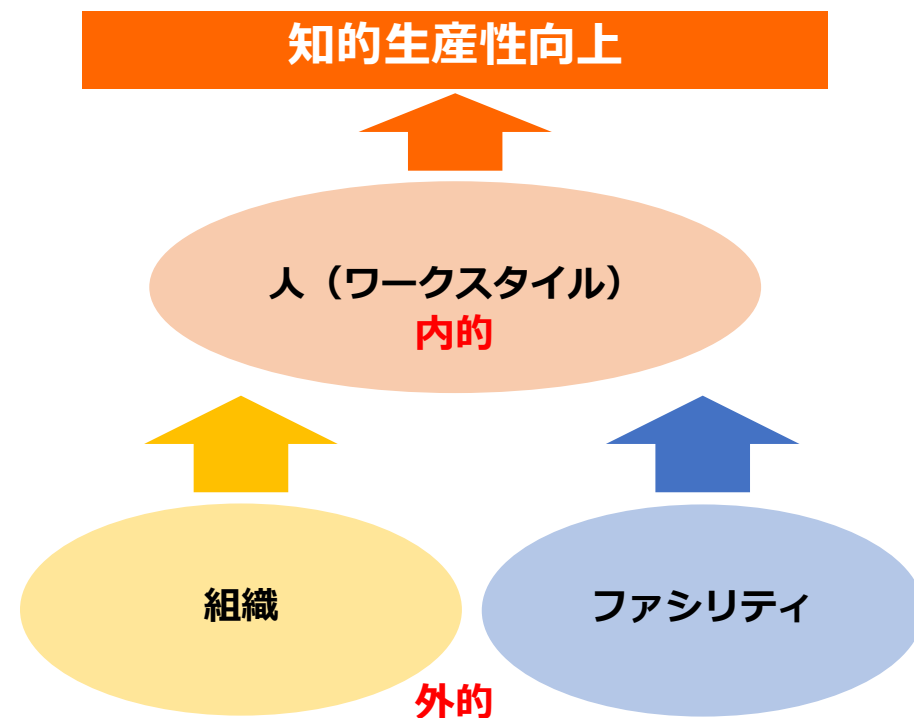 知的生産性向上
人（ワークスタイル）
内的
組織
ファシリティ
外的